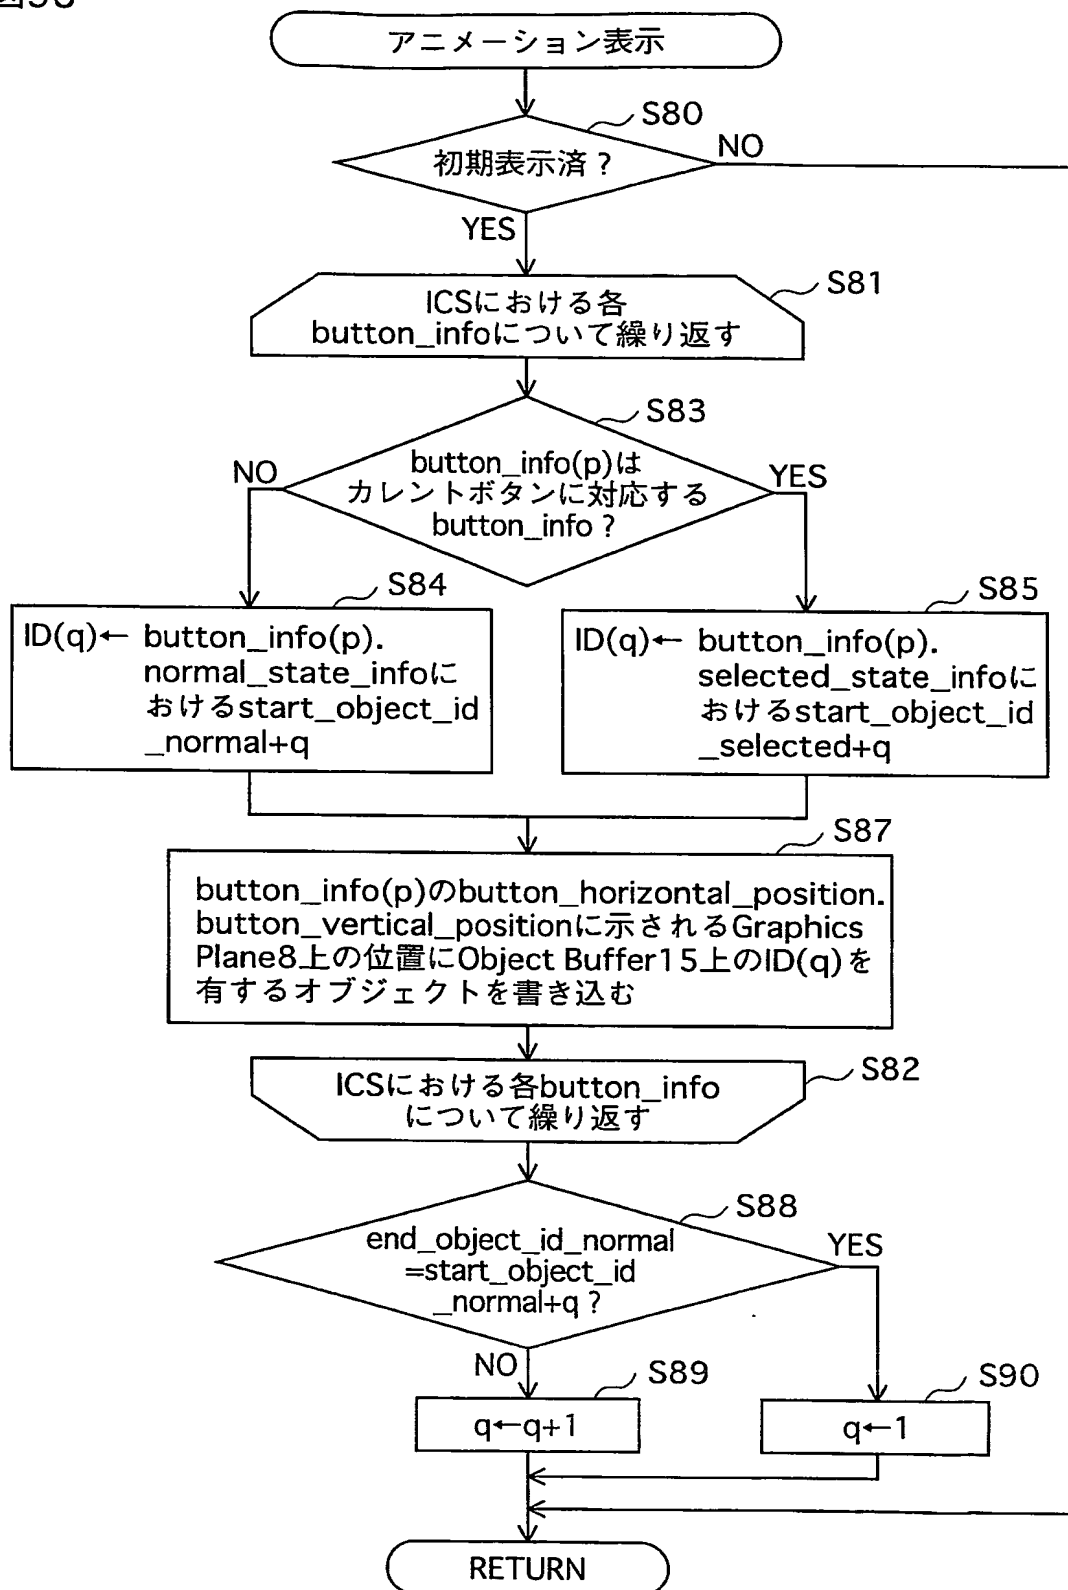 アニメーション表示
S80
初期表示済？
NO
YES
S81
ICSにおける各
button_infoについて繰り返す
S83
button_info(p)は
カレントボタンに対応する
button_info？
NO
YES
S84
ID(q)← button_info(p).
normal_state_infoに
おけるstart_object_id
_normal+q
S85
ID(q)← button_info(p).
selected_state_infoに
おけるstart_object_id
_selected+q
S87
button_info(p)のbutton_horizontal_position.
button_vertical_positionに示されるGraphics
Plane8上の位置にObject Buffer15上のID(q)を
有するオブジェクトを書き込む
S82
ICSにおける各button_info
について繰り返す
S88
end_object_id_normal
=start_object_id
_normal+q？
YES
NO
S89
q←q+1
S90
q←1
RETURN